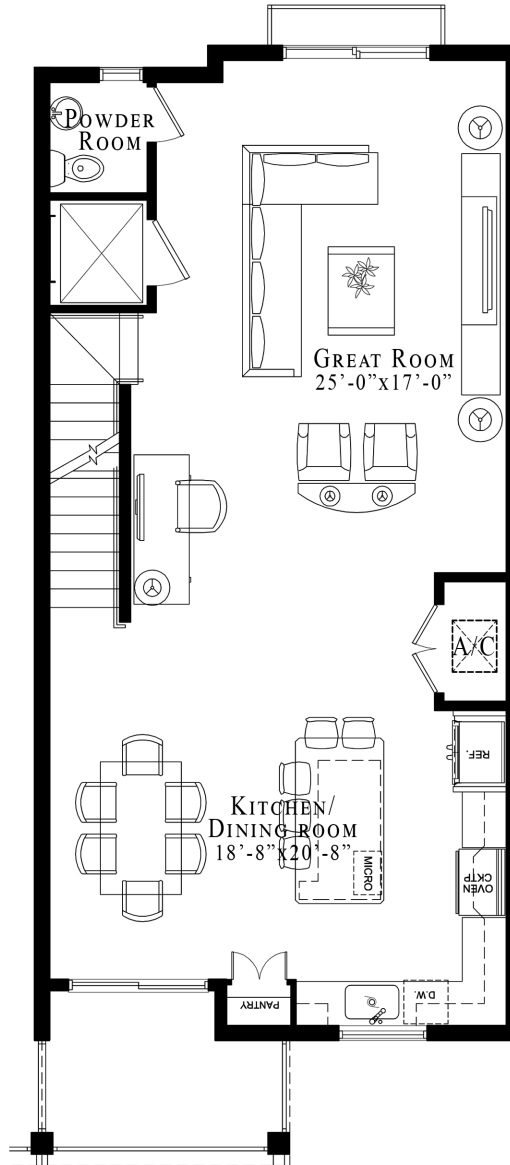 POWDER
ROOM
GREAT ROOM
25'-0"x17'-0"
A/C
REF.
KITCHEN/
DINING ROOM
18'-8"x20'-8"
MICRO
OVEN
CKTP
D.W.
PANTRY